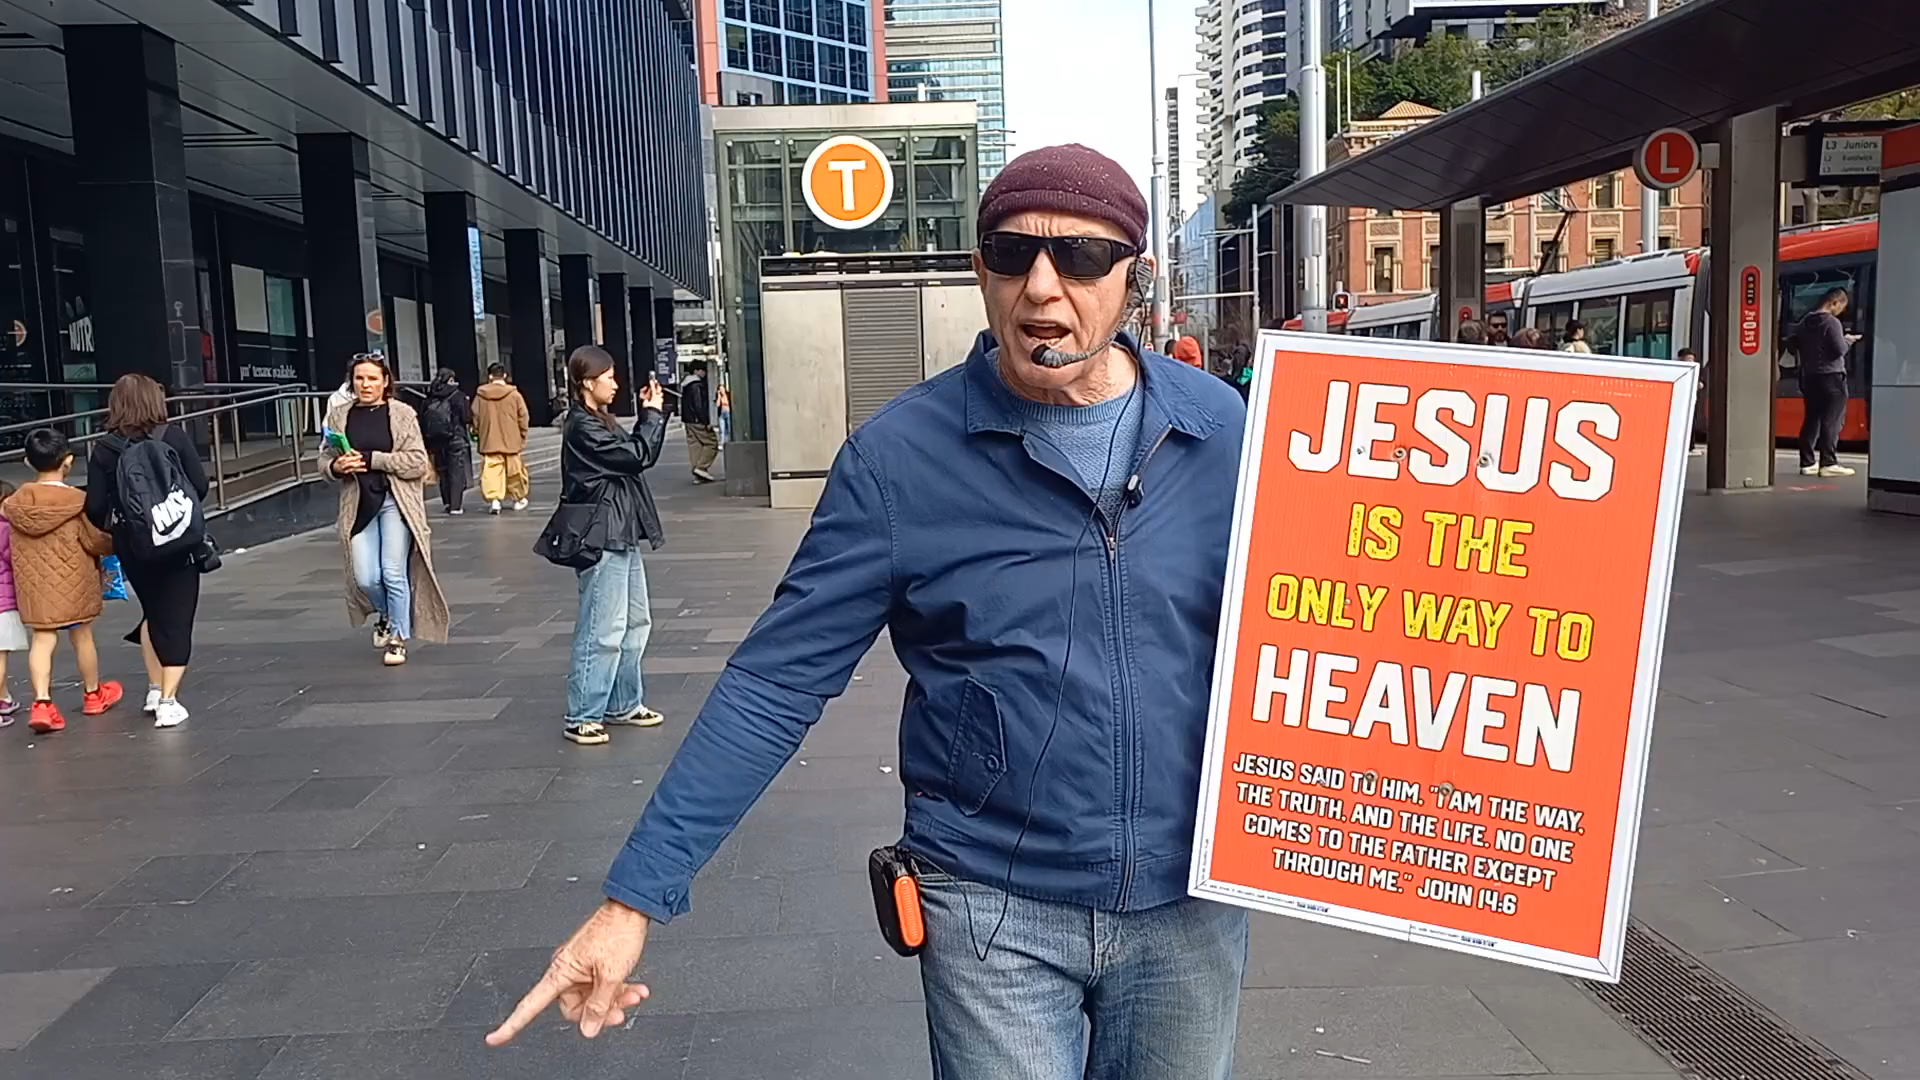 T
L
L3 Juniors
NUTR
JESUS
IS THE
ONLY WAY TO
HEAVEN
JESUS SAID TO HIM, "I AM THE WAY,
THE TRUTH, AND THE LIFE. NO ONE
COMES TO THE FATHER EXCEPT
THROUGH ME." JOHN 14:6